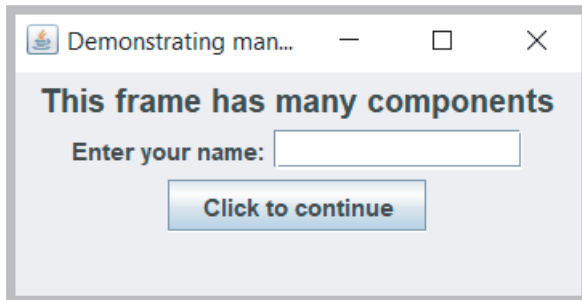 Demonstrating man...
This frame has many components
Enter your name:
Click to continue